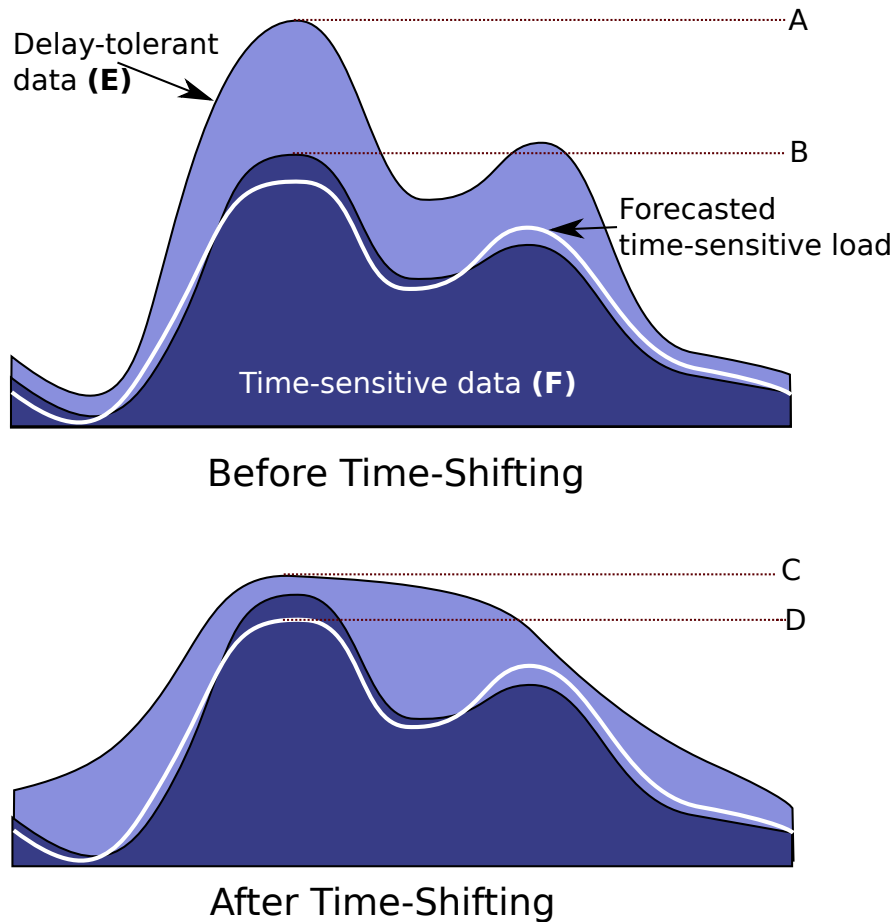 A
Delay-tolerant
data (E)
B
Forecasted
time-sensitive load
Time-sensitive data (F)
Before Time-Shifting
C
D
After Time-Shifting